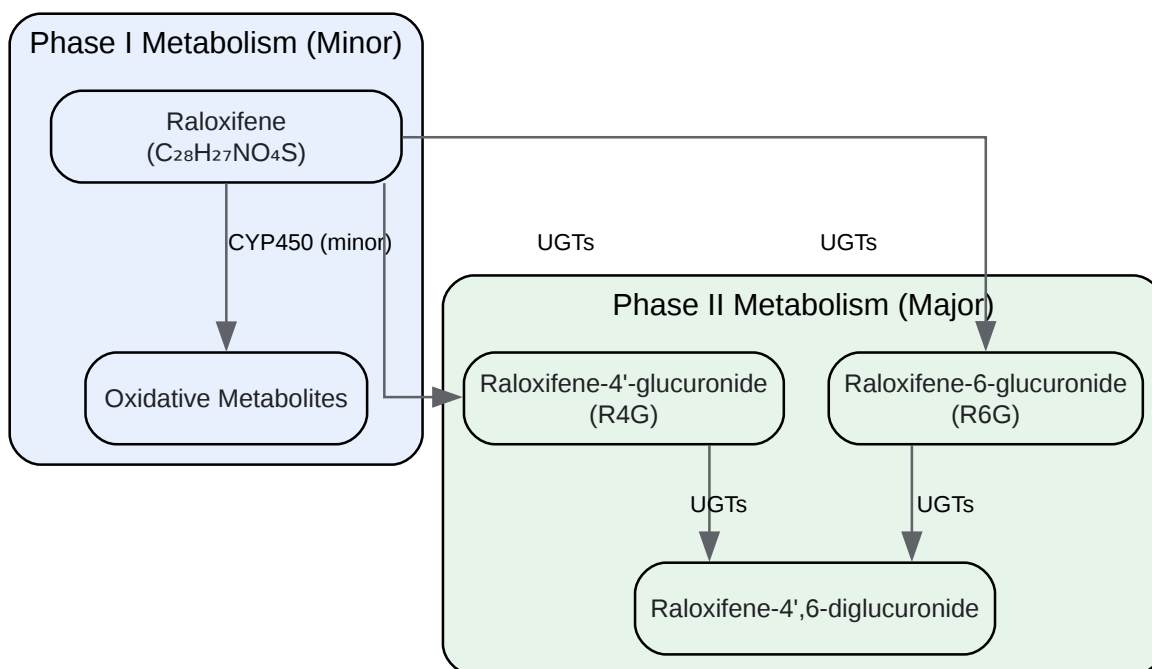 Phase I Metabolism (Minor)
Raloxifene
(C₂₈H₂₇NO₄S)
CYP450 (minor)
UGTs
UGTs
Phase II Metabolism (Major)
Oxidative Metabolites
Raloxifene-4'-glucuronide
(R4G)
Raloxifene-6-glucuronide
(R6G)
UGTs
UGTs
Raloxifene-4',6-diglucuronide